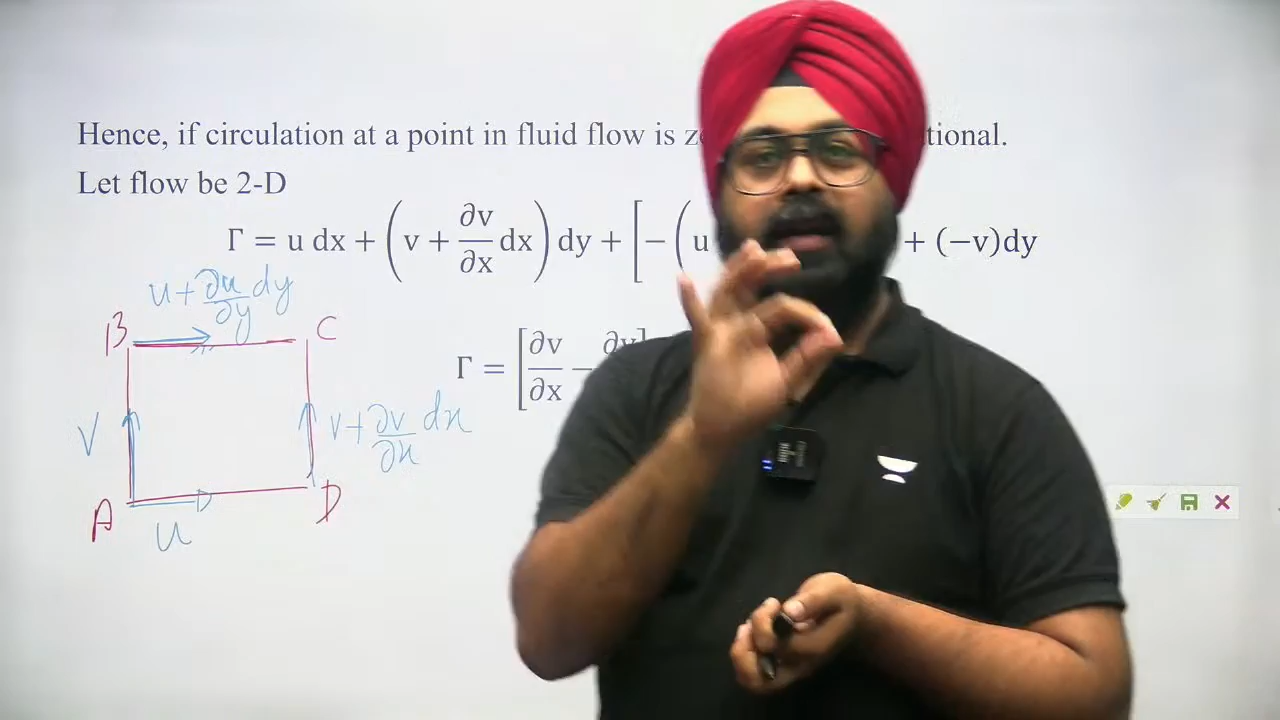 Hence, if circulation at a point in fluid flow is tional.
Let flow be 2-D
Γ = u dx + (v + ∂v/∂x dx) dy + [− (u + (−v)dy
u + ∂u/∂y dy
B C
Γ = [∂v/∂x −
V v + ∂v/∂x dx
A D
u